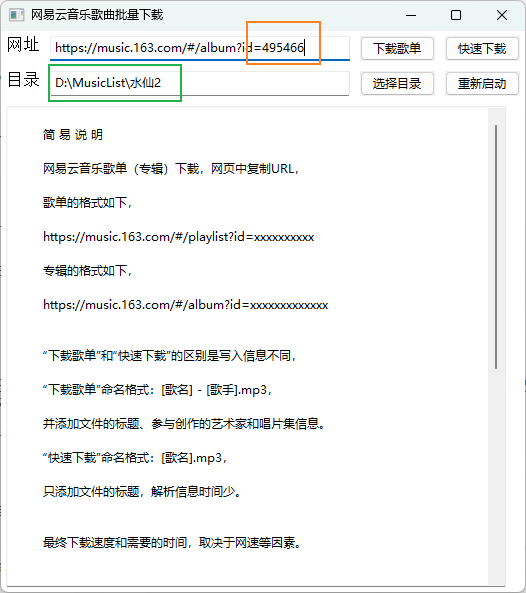 网易云音乐歌曲批量下载
网址 https://music.163.com/#/album?id=495466 下载歌单 快速下载
目录 D:\MusicList\水仙2 选择目录 重新启动
简 易 说 明
网易云音乐歌单（专辑）下载，网页中复制URL，
歌单的格式如下，
https://music.163.com/#/playlist?id=xxxxxxxxxx
专辑的格式如下，
https://music.163.com/#/album?id=xxxxxxxxxxxxx
“下载歌单”和“快速下载”的区别是写入信息不同，
“下载歌单”命名格式：[歌名] - [歌手].mp3，
并添加文件的标题、参与创作的艺术家和唱片集信息。
“快速下载”命名格式：[歌名].mp3，
只添加文件的标题，解析信息时间少。
最终下载速度和需要的时间，取决于网速等因素。